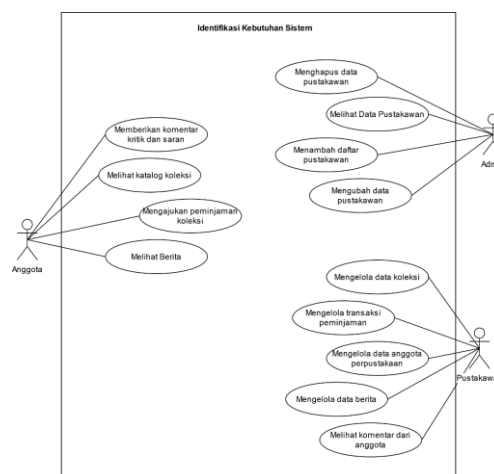 Identifikasi Kebutuhan Sistem
Menghapus data
pustakawan
Melihat Data Pustakawan
Menambah daftar
pustakawan
Mengubah data
pustakawan
Memberikan komentar
kritik dan saran
Melihat katalog koleksi
Mengajukan peminjaman
koleksi
Melihat Berita
Anggota
Mengelola data koleksi
Mengelola transaksi
peminjaman
Mengelola data anggota
perpustakaan
Mengelola data berita
Melihat komentar dari
anggota